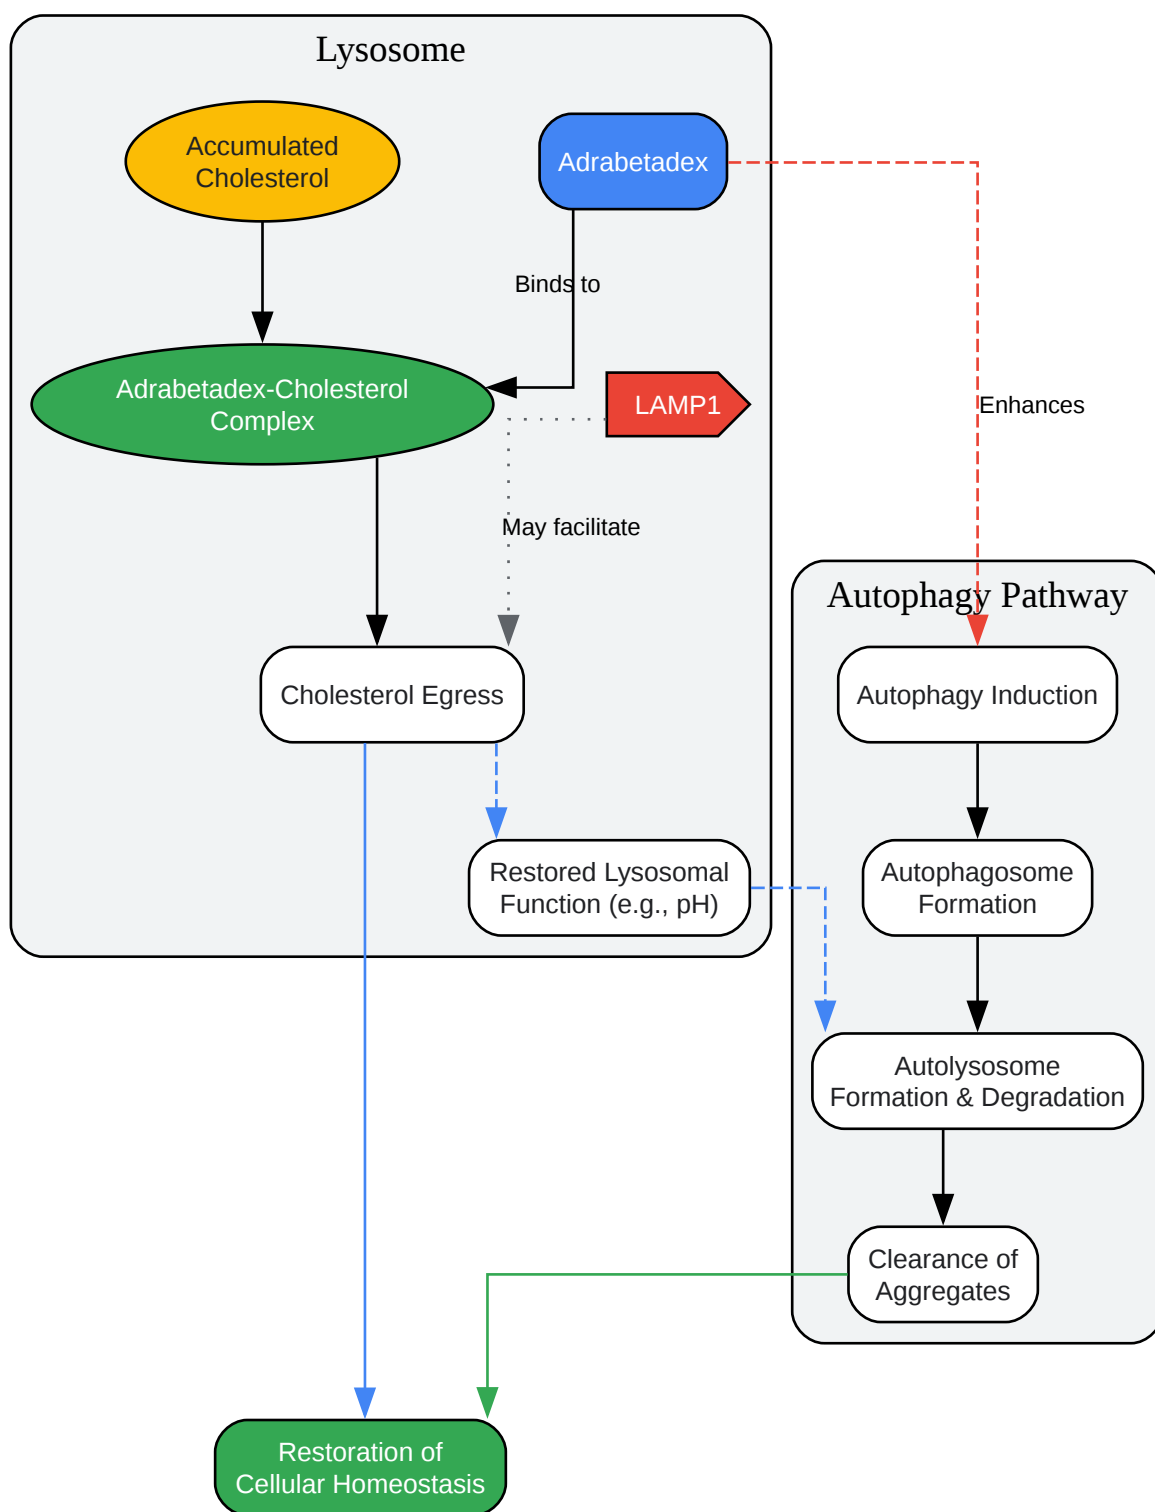 Lysosome
Accumulated
Cholesterol
Adrabetadex
Binds to
Adrabetadex-Cholesterol
Complex
LAMP1
Enhances
May facilitate
Autophagy Pathway
Cholesterol Egress
Autophagy Induction
Restored Lysosomal
Function (e.g., pH)
Autophagosome
Formation
Autolysosome
Formation & Degradation
Clearance of
Aggregates
Restoration of
Cellular Homeostasis